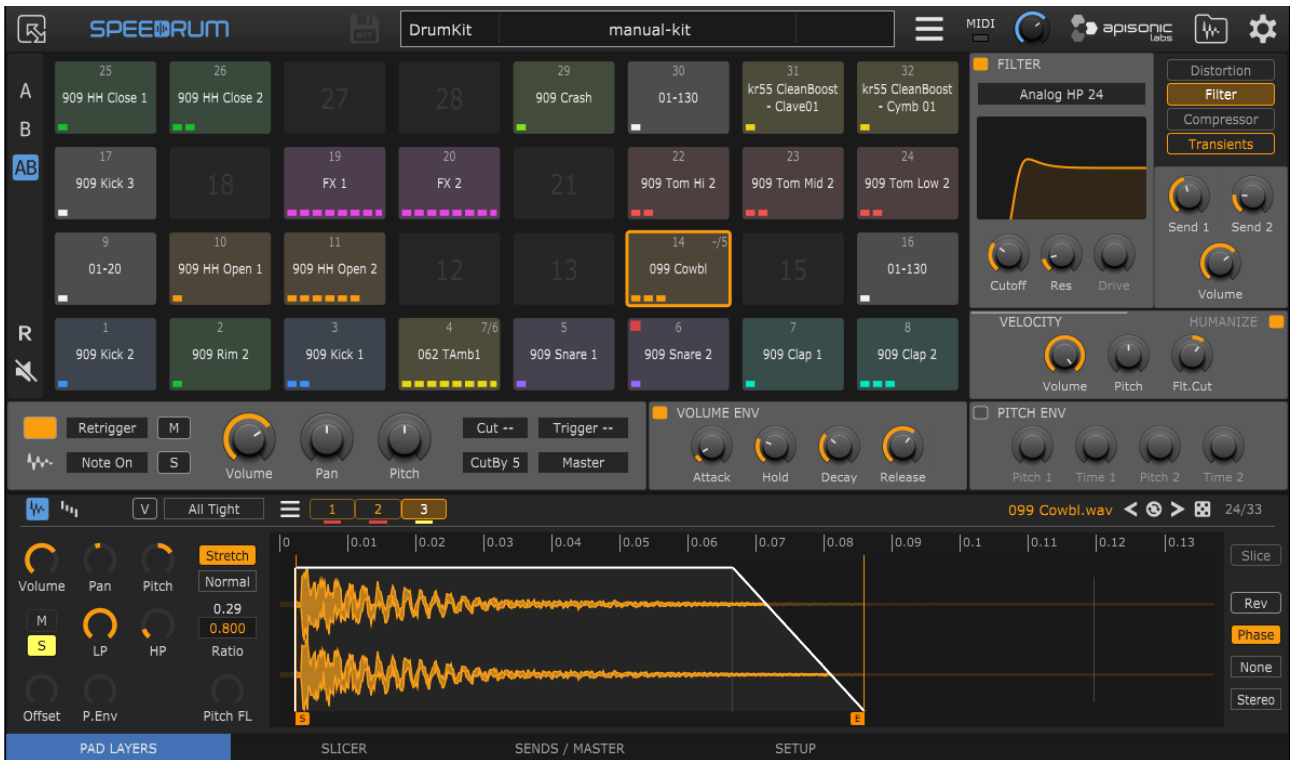 SPEEDRUM
KIT
DrumKit
manual-kit
MIDI
apisonic
labs
A
B
AB
R
25
909 HH Close 1
26
909 HH Close 2
27
28
29
909 Crash
30
01-130
31
kr55 CleanBoost
- Clave01
32
kr55 CleanBoost
- Cymb 01
17
909 Kick 3
18
19
FX 1
20
FX 2
21
22
909 Tom Hi 2
23
909 Tom Mid 2
24
909 Tom Low 2
9
01-20
10
909 HH Open 1
11
909 HH Open 2
12
13
14 -/5
099 Cowbl
15
16
01-130
1
909 Kick 2
2
909 Rim 2
3
909 Kick 1
4 7/6
062 TAmb1
5
909 Snare 1
6
909 Snare 2
7
909 Clap 1
8
909 Clap 2
FILTER
Analog HP 24
Cutoff Res Drive
Distortion
Filter
Compressor
Transients
Send 1 Send 2
Volume
VELOCITY HUMANIZE
Volume Pitch Flt.Cut
Retrigger M
Note On S
Volume Pan Pitch
Cut -- Trigger --
CutBy 5 Master
VOLUME ENV
Attack Hold Decay Release
PITCH ENV
Pitch 1 Time 1 Pitch 2 Time 2
V All Tight
1 2 3
099 Cowbl.wav < > 24/33
Volume Pan Pitch
Stretch
Normal
0.29
0.800
Ratio
M
S
LP HP
Offset P.Env Pitch FL
0 0.01 0.02 0.03 0.04 0.05 0.06 0.07 0.08 0.09 0.1 0.11 0.12 0.13
S
E
Slice
Rev
Phase
None
Stereo
PAD LAYERS SLICER SENDS / MASTER SETUP